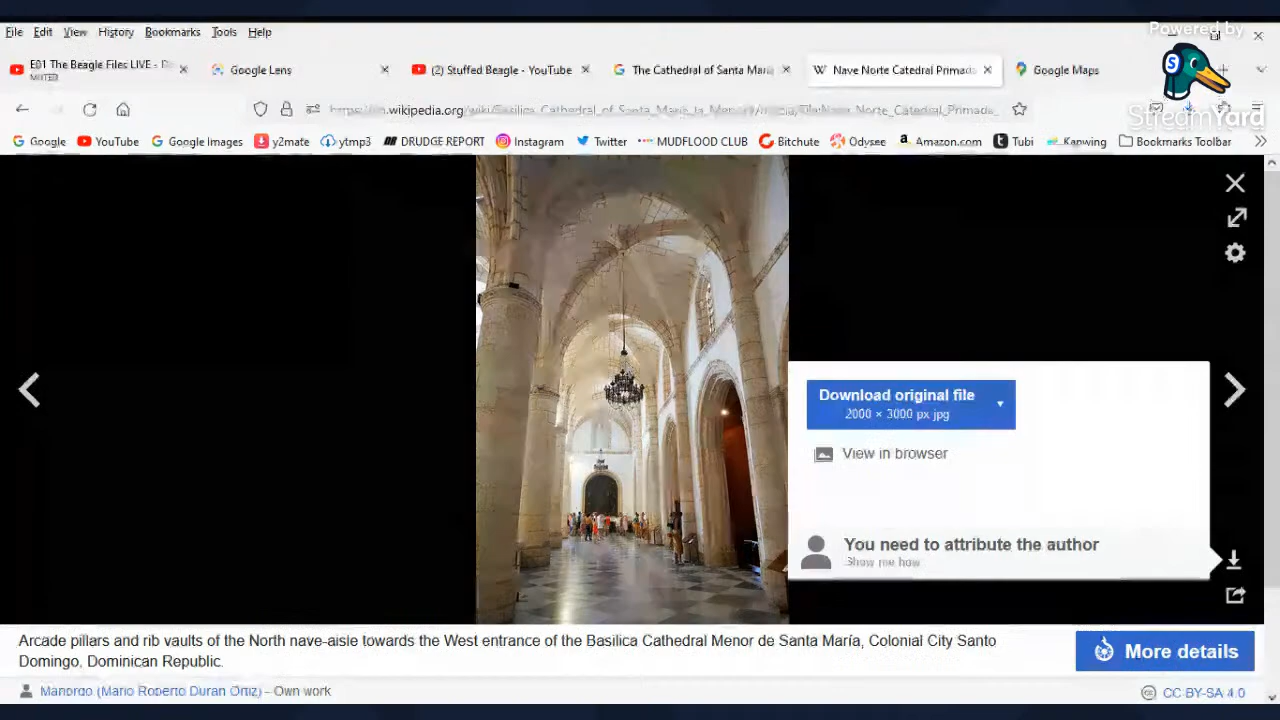 Powered by
StreamYard
File Edit View History Bookmarks Tools Help
E01 The Beagle Files LIVE -
MUTED
Google Lens
(2) Stuffed Beagle - YouTube
The Cathedral of Santa María
Nave Norte Catedral Primada
Google Maps
Google YouTube Google Images y2mate ytmp3 DRUDGE REPORT Instagram Twitter MUDFLOOD CLUB Bitchute Odysee Amazon.com Tubi Kapwing Bookmarks Toolbar
Download original file
2000 × 3000 px jpg
View in browser
You need to attribute the author
Show me how
Arcade pillars and rib vaults of the North nave-aisle towards the West entrance of the Basilica Cathedral Menor de Santa María, Colonial City Santo
Domingo, Dominican Republic.
More details
(Mario Roberto Duran Ortiz) - Own work
CC BY-SA 4.0